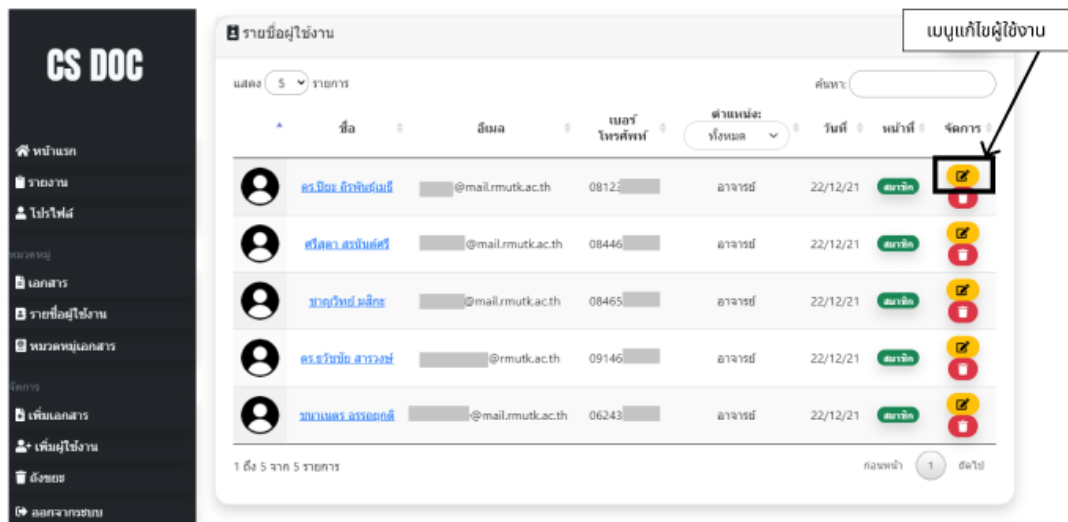 CS DOC
หน้าแรก
รายงาน
โปรไฟล์
หมวดหมู่
เอกสาร
รายชื่อผู้ใช้งาน
หมวดหมู่เอกสาร
จัดการ
เพิ่มเอกสาร
เพิ่มผู้ใช้งาน
ถังขยะ
ออกจากระบบ
รายชื่อผู้ใช้งาน
เมนูแก้ไขผู้ใช้งาน
แสดง 5 รายการ
ค้นหา:
ชื่อ อีเมล เบอร์โทรศัพท์ ตำแหน่ง: ทั้งหมด วันที่ หน้าที่ จัดการ
ดร.ปิยะ ถิรพันธุ์เมธี @mail.rmutk.ac.th 08122 อาจารย์ 22/12/21 สมาชิก
ศรีสุดา สรนันต์ศรี @mail.rmutk.ac.th 08446 อาจารย์ 22/12/21 สมาชิก
ชาญวิทย์ มุสิกะ @mail.rmutk.ac.th 08465 อาจารย์ 22/12/21 สมาชิก
ดร.ธวัชชัย สารวงษ์ @rmutk.ac.th 09146 อาจารย์ 22/12/21 สมาชิก
ชนาเนตร อรรถยุกติ @mail.rmutk.ac.th 06243 อาจารย์ 22/12/21 สมาชิก
1 ถึง 5 จาก 5 รายการ
ก่อนหน้า 1 ถัดไป